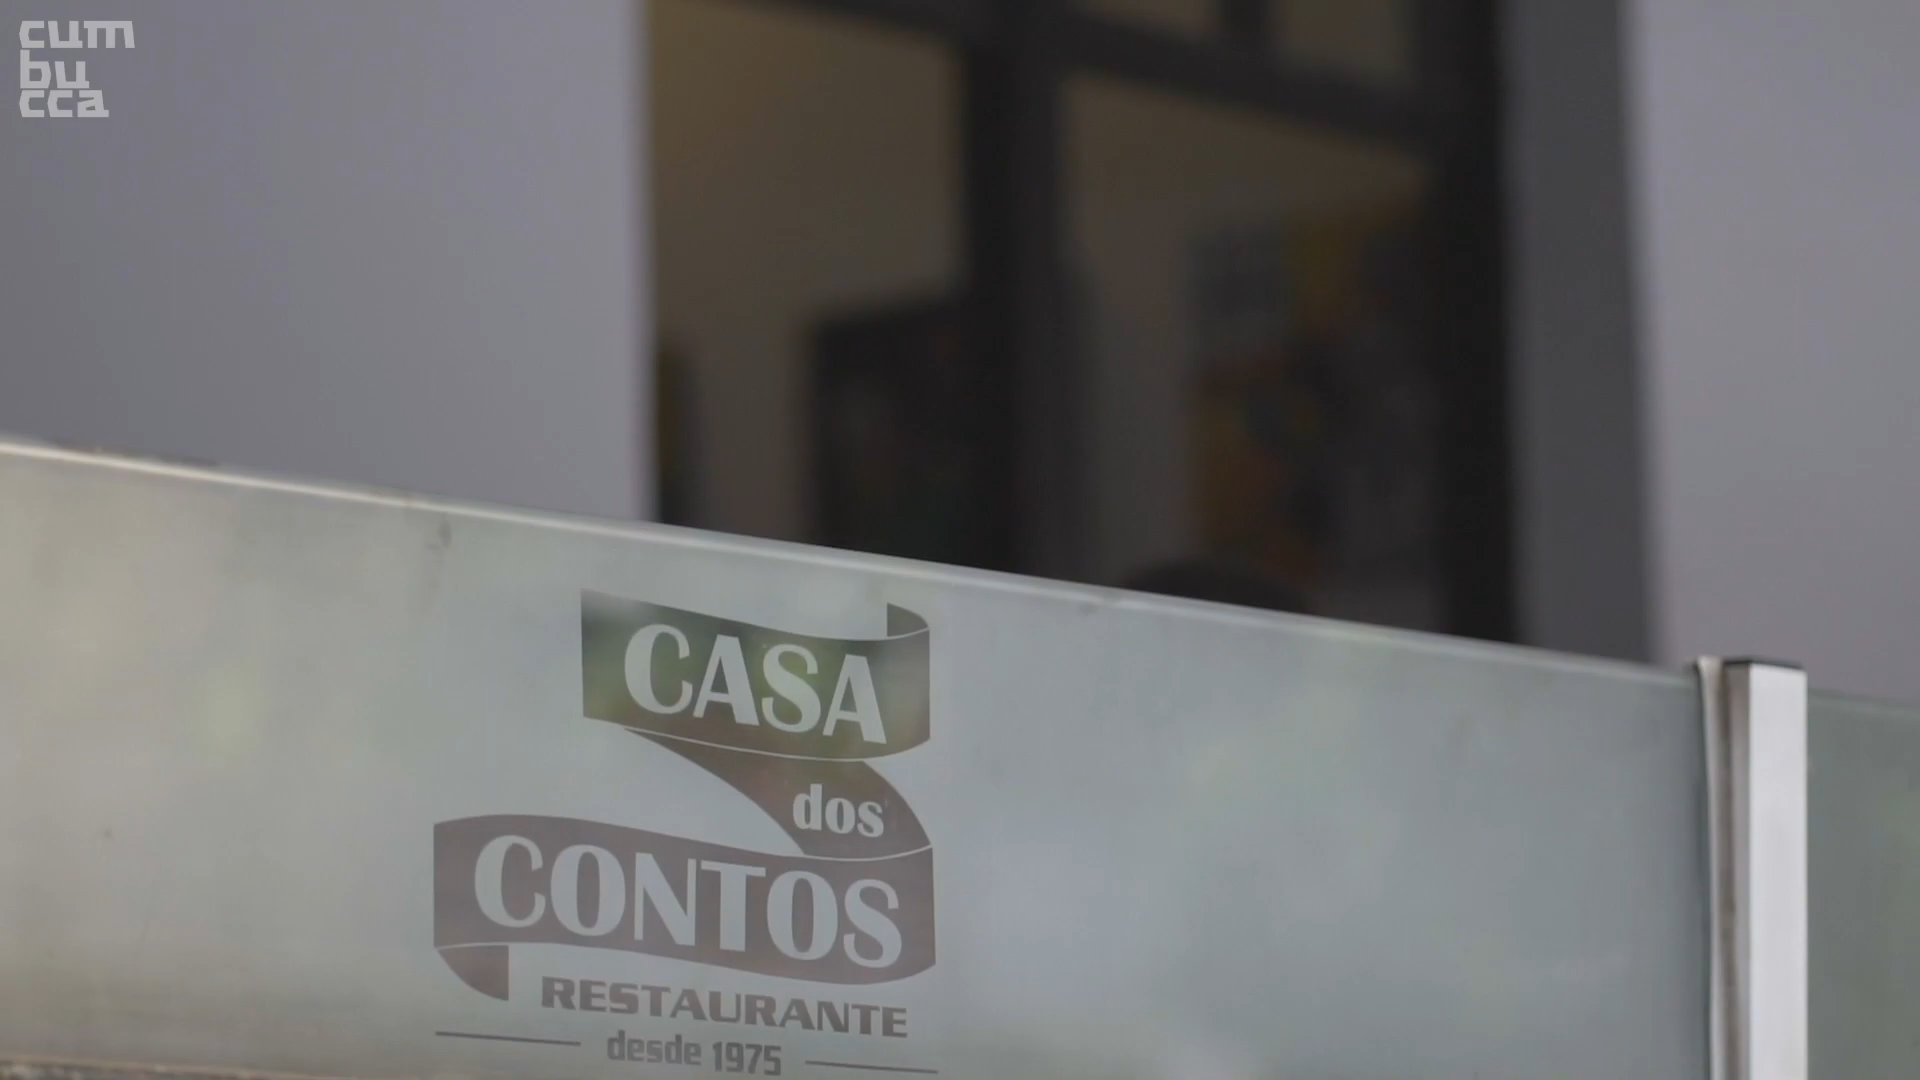 cum
bu
cca
CASA
dos
CONTOS
RESTAURANTE
desde 1975